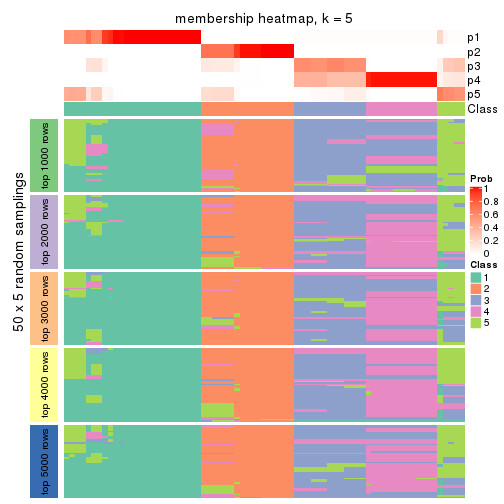 membership heatmap, k = 5
p1
p2
p3
p4
p5
Class
50 x 5 random samplings
top 1000 rows
top 2000 rows
top 3000 rows
top 4000 rows
top 5000 rows
Prob
1
0.8
0.6
0.4
0.2
0
Class
1
2
3
4
5